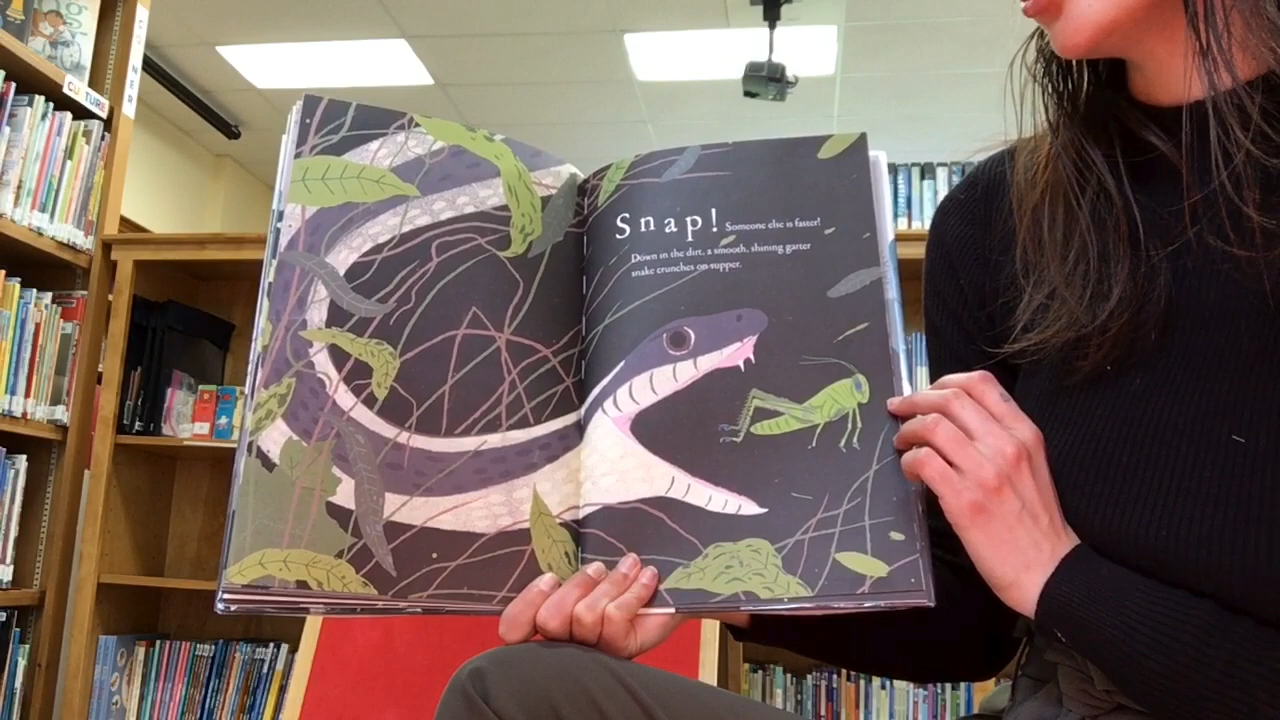 CULTURE
Snap! Someone else is faster!
Down in the dirt, a smooth, shining garter
snake crunches on supper.